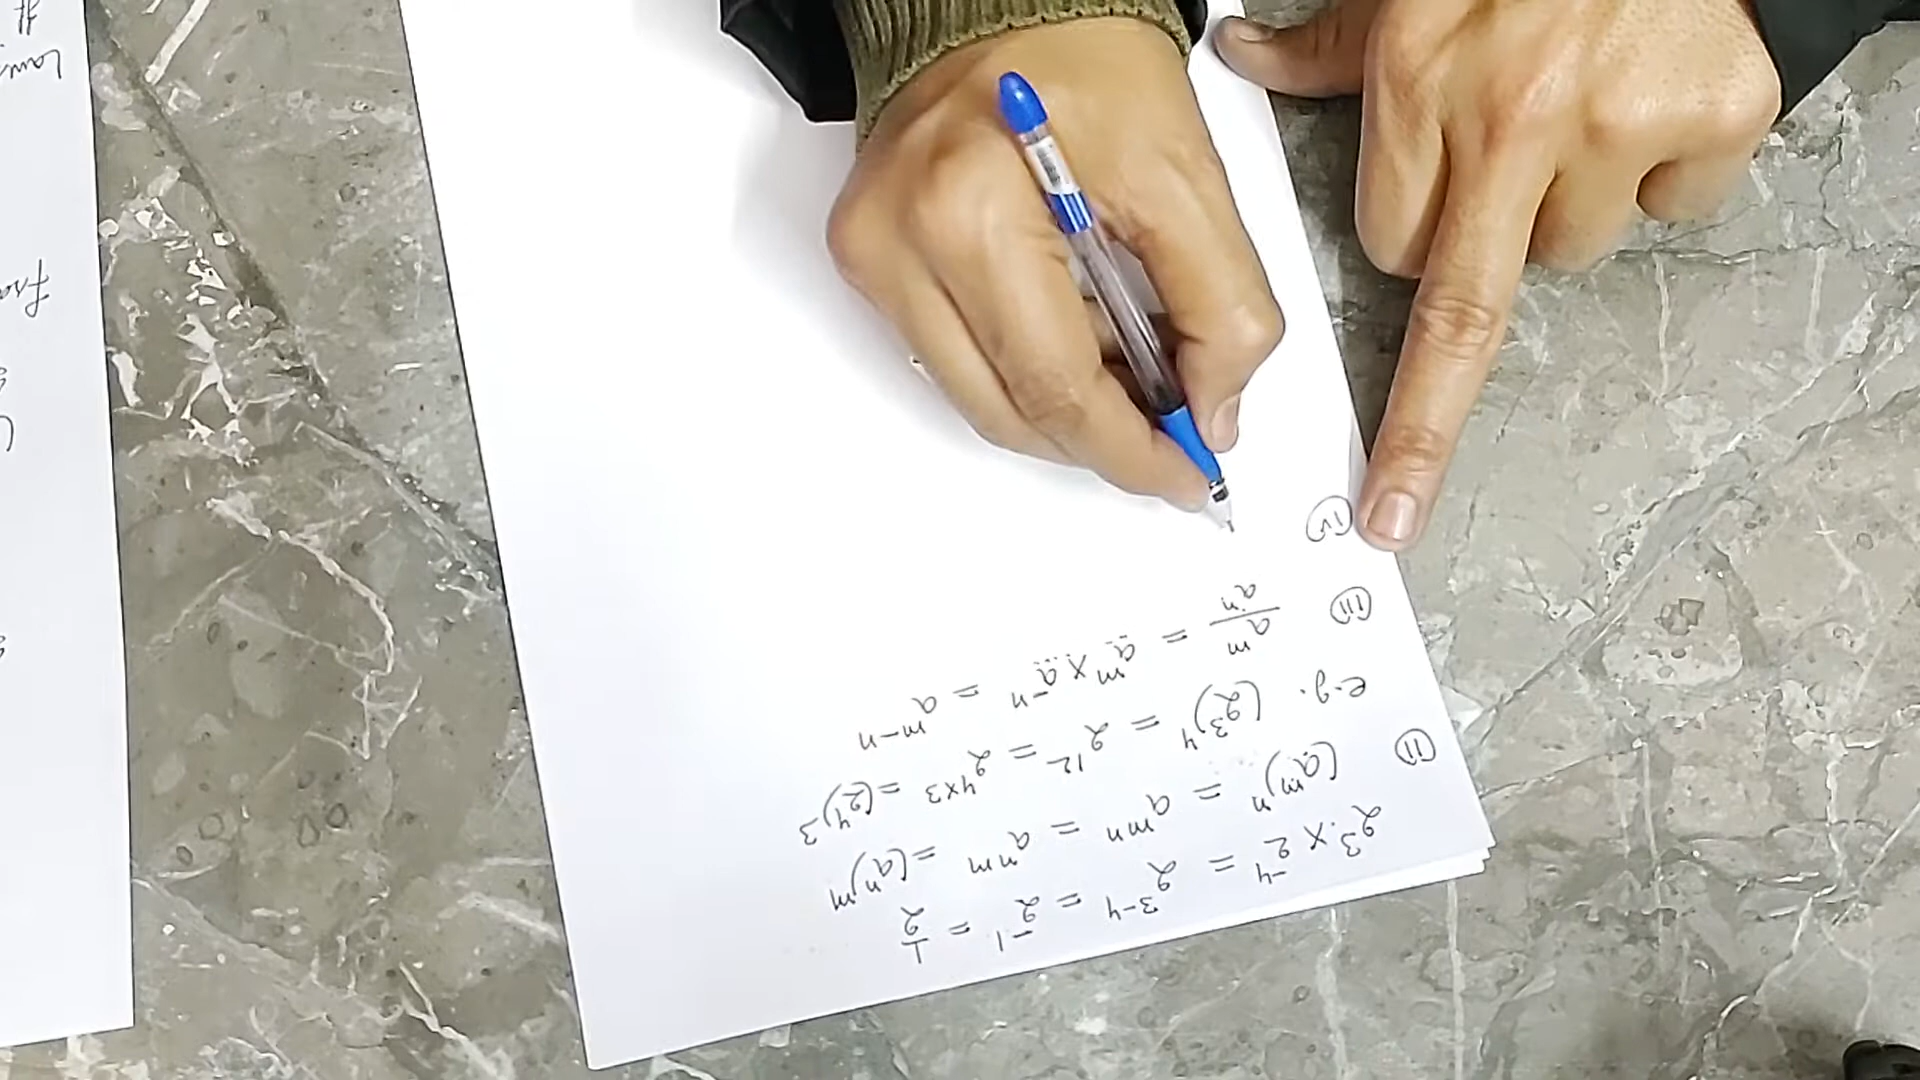 2³ × 2⁻⁴ = 2³⁻⁴ = 2⁻¹ = 1/2
(ii) (aᵐ)ⁿ = aᵐⁿ = aⁿᵐ = (aⁿ)ᵐ
e.g. (2³)⁴ = 2¹² = 2⁴ˣ³ = (2⁴)³
(iii) aᵐ/aⁿ = aᵐ × a⁻ⁿ = aᵐ⁻ⁿ
(iv)